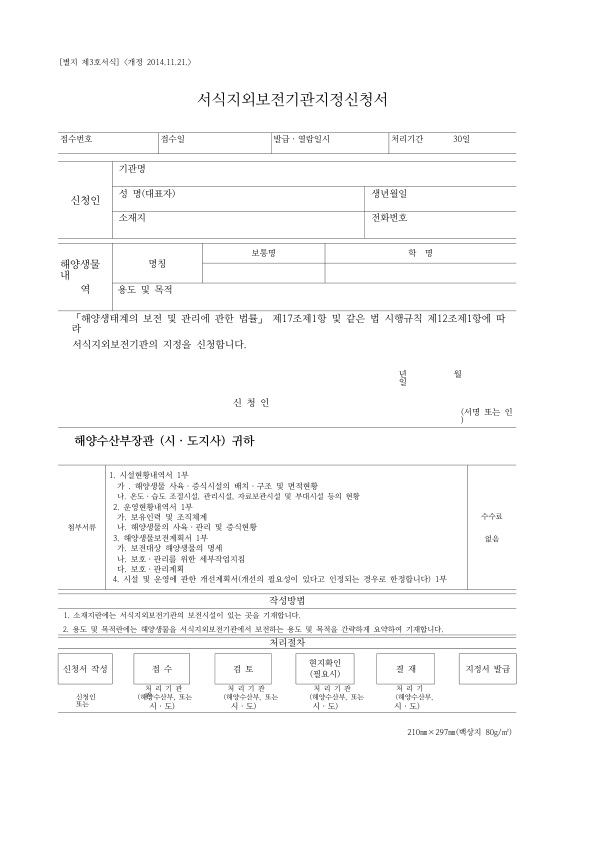 [별지 제3호서식] <개정 2014.11.21.>
서식지외보전기관지정신청서
접수번호 접수일 발급ㆍ열람일시 처리기간 30일
신청인
기관명
성 명(대표자) 생년월일
소재지 전화번호
해양생물
내
역
명칭
보통명 학 명
용도 및 목적
「해양생태계의 보전 및 관리에 관한 법률」 제17조제1항 및 같은 법 시행규칙 제12조제1항에 따
라
서식지외보전기관의 지정을 신청합니다.
년 월
일
신 청 인
(서명 또는 인
)
해양수산부장관 (시ㆍ도지사) 귀하
첨부서류
1. 시설현황내역서 1부
가 . 해양생물 사육ㆍ증식시설의 배치ㆍ구조 및 면적현황
나. 온도ㆍ습도 조절시설, 관리시설, 자료보관시설 및 부대시설 등의 현황
2. 운영현황내역서 1부
가. 보유인력 및 조직체계
나. 해양생물의 사육ㆍ관리 및 증식현황
3. 해양생물보전계획서 1부
가. 보전대상 해양생물의 명세
나. 보호ㆍ관리를 위한 세부작업지침
다. 보호ㆍ관리계획
4. 시설 및 운영에 관한 개선계획서(개선의 필요성이 있다고 인정되는 경우로 한정합니다) 1부
수수료
없음
작성방법
1. 소재지란에는 서식지외보전기관의 보전시설이 있는 곳을 기재합니다.
2. 용도 및 목적란에는 해양생물을 서식지외보전기관에서 보전하는 용도 및 목적을 간략하게 요약하여 기재합니다.
처리절차
신청서 작성 접 수 검 토 현지확인 결 재 지정서 발급
(필요시)
신청인
또는
처 리 기 관 처 리 기 관 처 리 기 관 처 리 기
(해양수산부, 또는 (해양수산부, 또는 (해양수산부, 또는 (해양수산부,
시ㆍ도) 시ㆍ도) 시ㆍ도) 시ㆍ도)
210㎜×297㎜(백상지 80g/㎡)